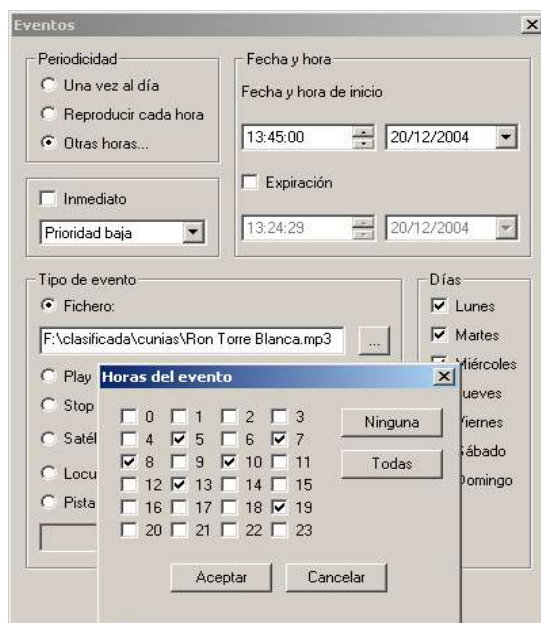 Eventos
Periodicidad
Una vez al día
Reproducir cada hora
Otras horas...
Fecha y hora
Fecha y hora de inicio
13:45:00 20/12/2004
Expiración
13:24:29 20/12/2004
Inmediato
Prioridad baja
Tipo de evento
Fichero:
F:\clasificada\cunias\Ron Torre Blanca.mp3 ...
Play
Stop
Días
Lunes
Martes
Miércoles
Horas del evento
0 1 2 3
4 5 6 7
8 9 10 11
12 13 14 15
16 17 18 19
20 21 22 23
Ninguna
Todas
Aceptar Cancelar